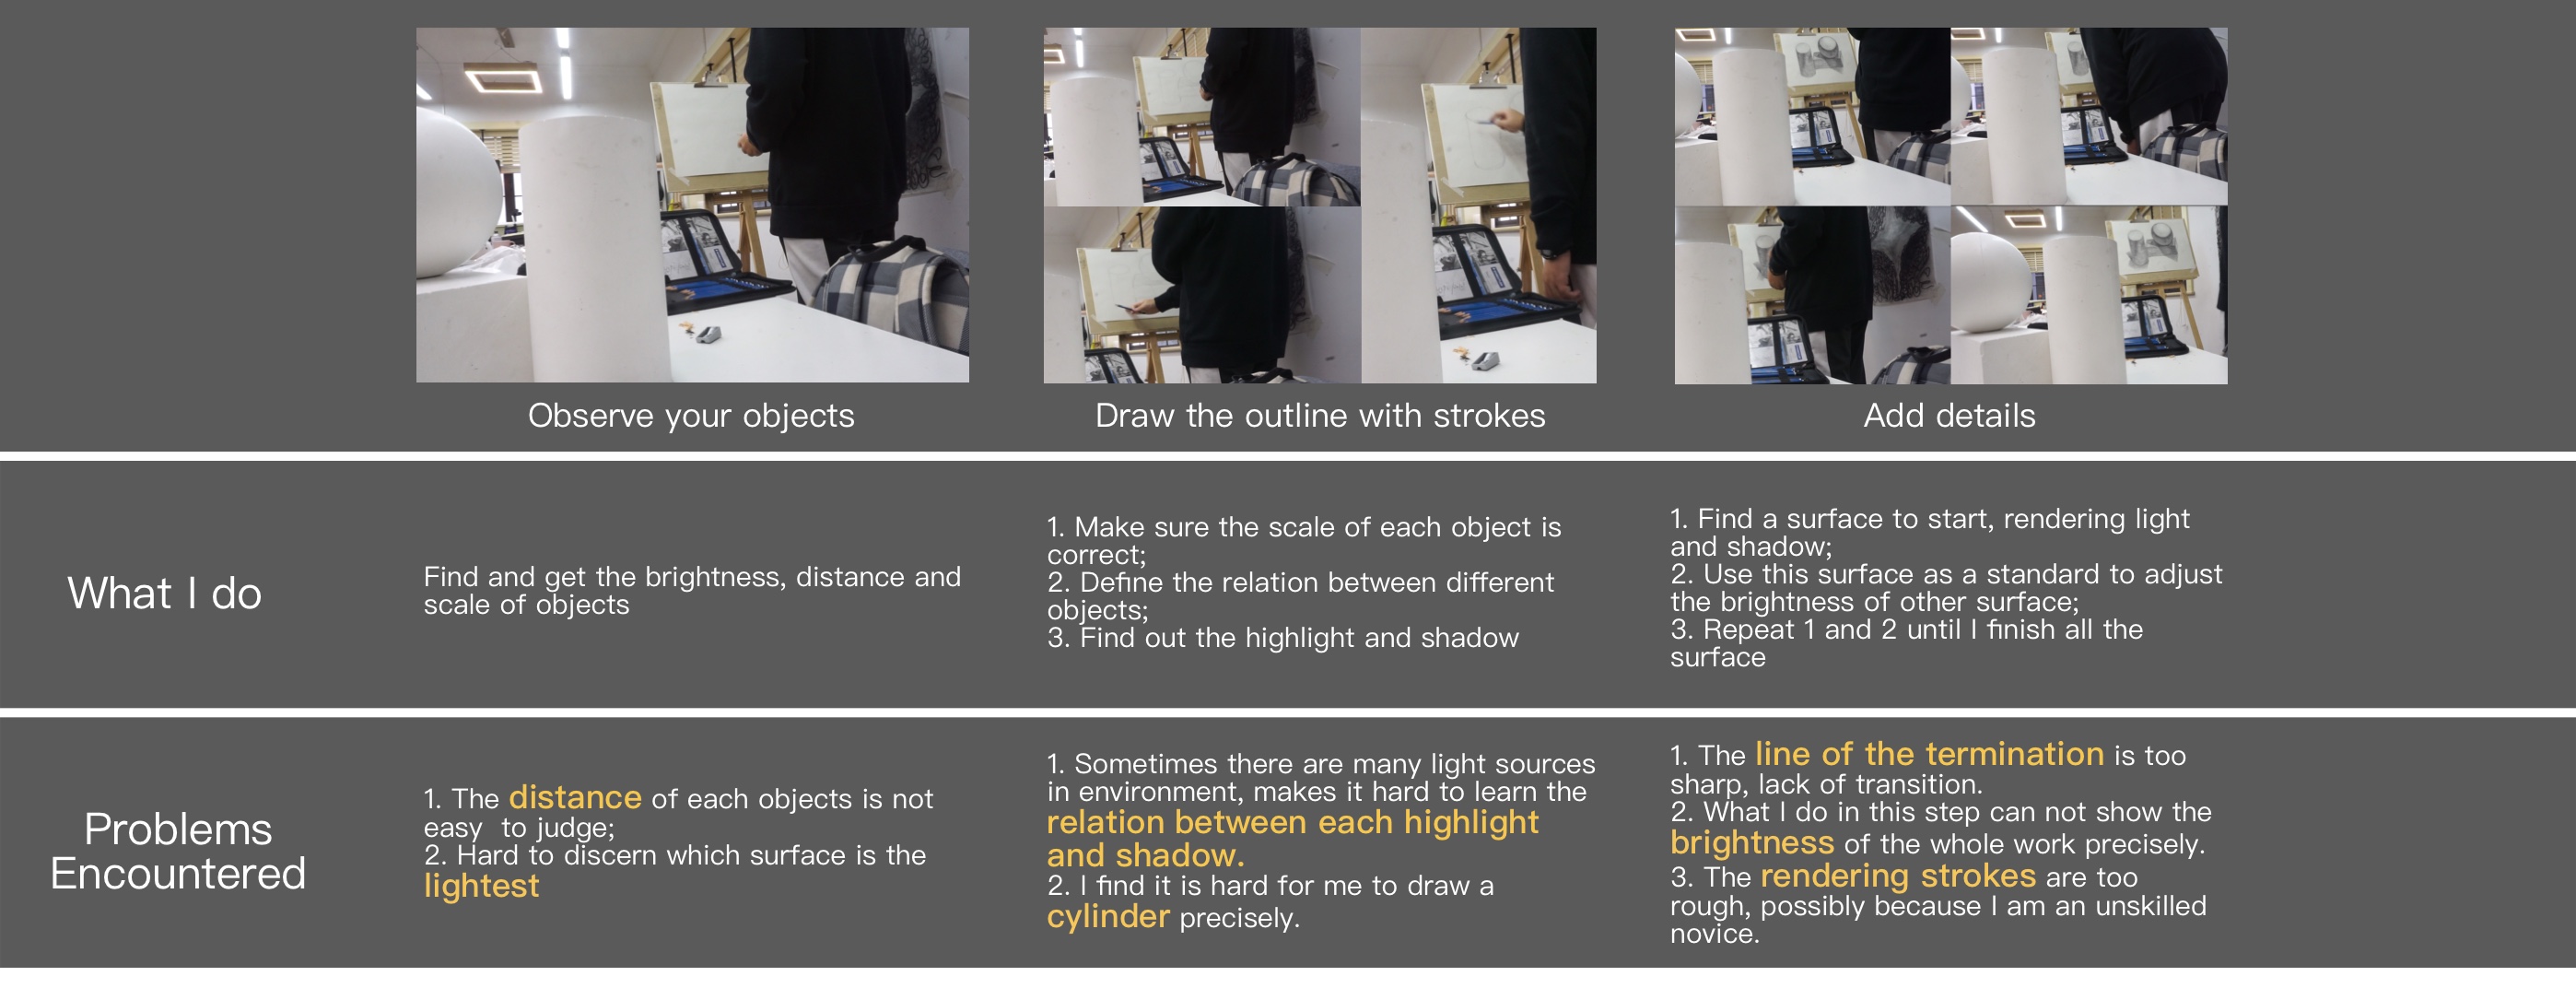 Observe your objects
Draw the outline with strokes
Add details
What I do
Find and get the brightness, distance and
scale of objects
1. Make sure the scale of each object is
correct;
2. Define the relation between different
objects;
3. Find out the highlight and shadow
1. Find a surface to start, rendering light
and shadow;
2. Use this surface as a standard to adjust
the brightness of other surface;
3. Repeat 1 and 2 until I finish all the
surface
Problems
Encountered
1. The distance of each objects is not
easy  to judge;
2. Hard to discern which surface is the
lightest
1. Sometimes there are many light sources
in environment, makes it hard to learn the
relation between each highlight
and shadow.
2. I find it is hard for me to draw a
cylinder precisely.
1. The line of the termination is too
sharp, lack of transition.
2. What I do in this step can not show the
brightness of the whole work precisely.
3. The rendering strokes are too
rough, possibly because I am an unskilled
novice.